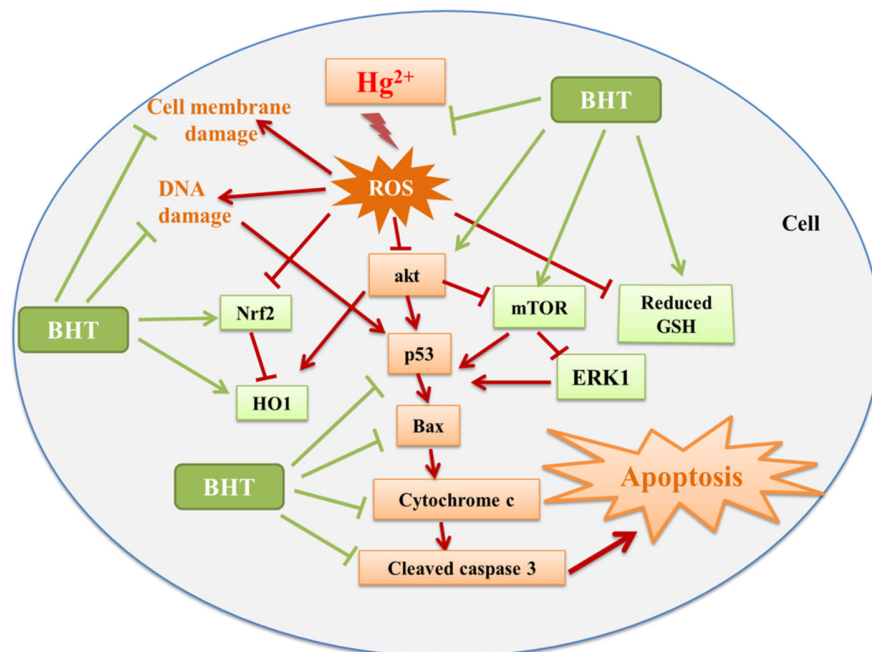 Hg²⁺
BHT
Cell membrane
damage
ROS
DNA
damage
Cell
akt
Nrf2
mTOR
Reduced
GSH
BHT
p53
ERK1
HO1
Bax
BHT
Apoptosis
Cytochrome c
Cleaved caspase 3